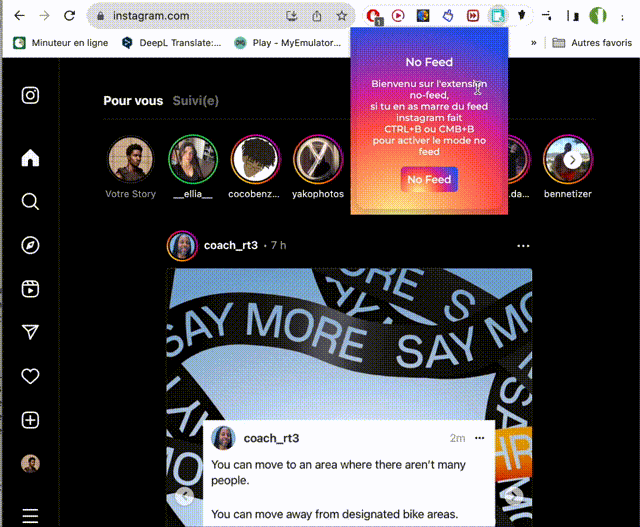 instagram.com
1
Minuteur en ligne
DeepL Translate:...
Play - MyEmulator...
»
Autres favoris
No Feed
Bienvenu sur l'extension
no-feed,
si tu en as marre du feed
instagram fait
CTRL+B ou CMB+B
pour activer le mode no
feed
No Feed
Pour vous
Suivi(e)
Votre Story
__ellia__
cocobenz...
yakophotos
.da...
bennetizer
coach_rt3 • 7 h
SAY MORE SAY MO
MORE S
coach_rt3
2m
You can move to an area where there aren't many
people.
You can move away from designated bike areas.